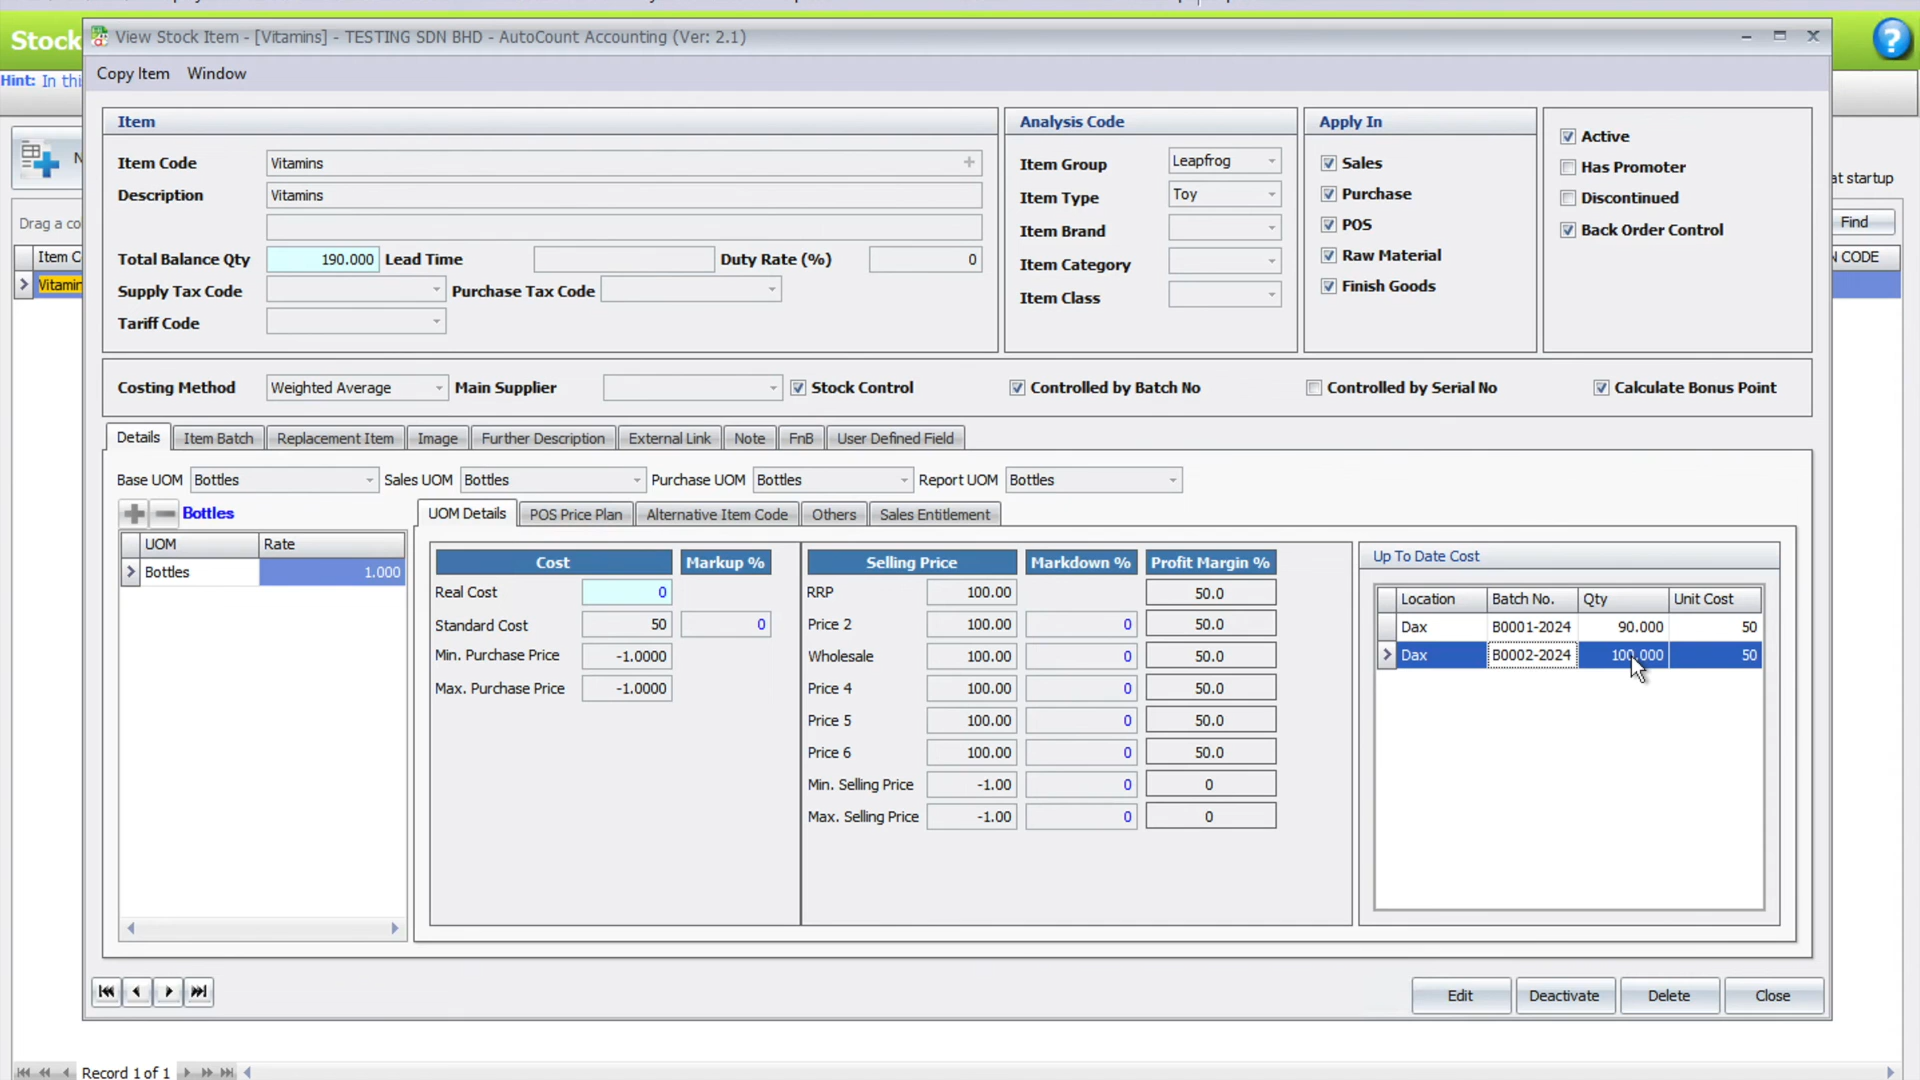 Stock
View Stock Item - [Vitamins] - TESTING SDN BHD - AutoCount Accounting (Ver: 2.1)
Hint: In thi
Copy Item Window
Item
Item Code Vitamins
Description Vitamins
Total Balance Qty 190.000 Lead Time Duty Rate (%) 0
Supply Tax Code Purchase Tax Code
Tariff Code
Analysis Code
Item Group Leapfrog
Item Type Toy
Item Brand
Item Category
Item Class
Apply In
Sales
Purchase
POS
Raw Material
Finish Goods
Active
Has Promoter
Discontinued
Back Order Control
N
at startup
Drag a co
Find
Item C
N CODE
Vitamin
Costing Method Weighted Average Main Supplier Stock Control Controlled by Batch No Controlled by Serial No Calculate Bonus Point
Details Item Batch Replacement Item Image Further Description External Link Note FnB User Defined Field
Base UOM Bottles Sales UOM Bottles Purchase UOM Bottles Report UOM Bottles
Bottles
UOM Rate
Bottles 1.000
UOM Details POS Price Plan Alternative Item Code Others Sales Entitlement
Cost Markup %
Real Cost 0
Standard Cost 50 0
Min. Purchase Price -1.0000
Max. Purchase Price -1.0000
Selling Price Markdown % Profit Margin %
RRP 100.00 50.0
Price 2 100.00 0 50.0
Wholesale 100.00 0 50.0
Price 4 100.00 0 50.0
Price 5 100.00 0 50.0
Price 6 100.00 0 50.0
Min. Selling Price -1.00 0 0
Max. Selling Price -1.00 0 0
Up To Date Cost
Location Batch No. Qty Unit Cost
Dax B0001-2024 90.000 50
Dax B0002-2024 100.000 50
Edit Deactivate Delete Close
Record 1 of 1